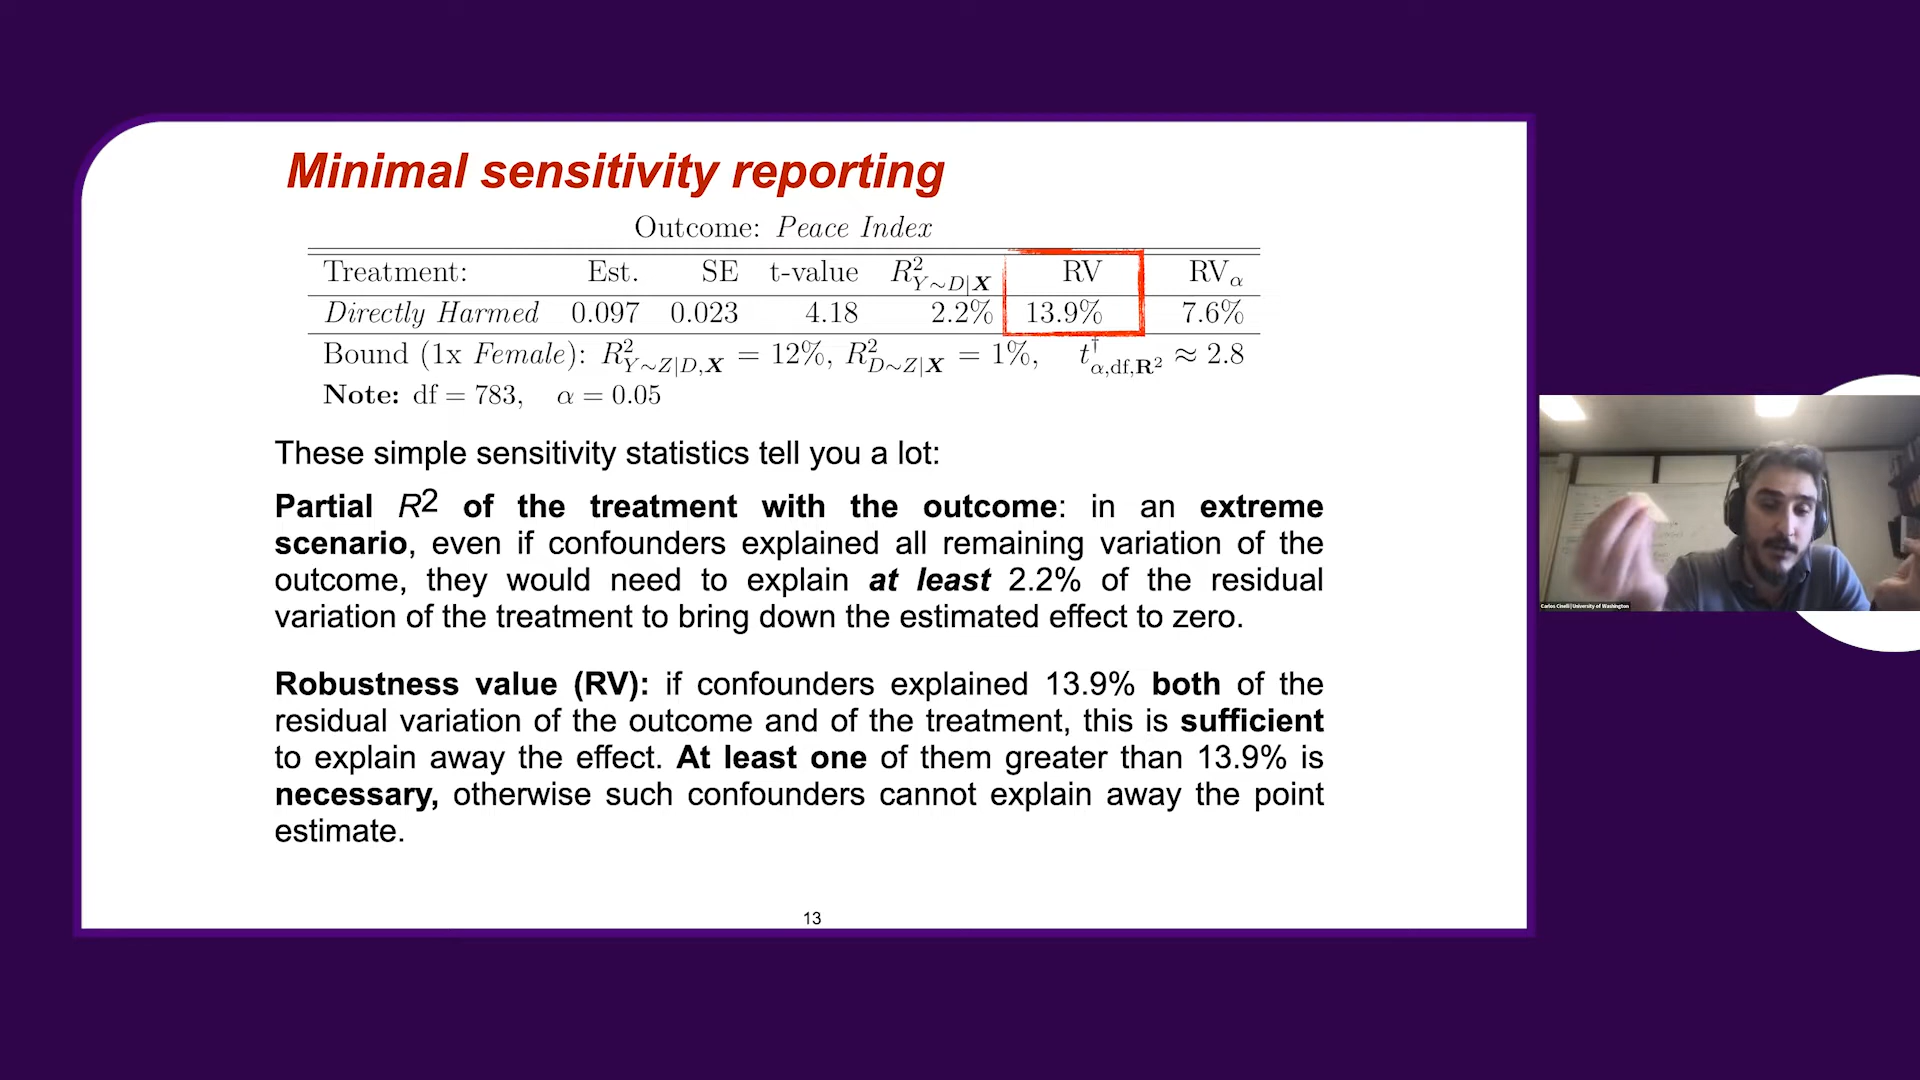 Minimal sensitivity reporting
Outcome: Peace Index
Treatment: Est. SE t-value R²Y∼D|X RV RVα
Directly Harmed 0.097 0.023 4.18 2.2% 13.9% 7.6%
Bound (1x Female): R²Y∼Z|D,X = 12%, R²D∼Z|X = 1%, t†α,df,R² ≈ 2.8
Note: df = 783, α = 0.05
These simple sensitivity statistics tell you a lot:
Partial R2 of the treatment with the outcome: in an extreme
scenario, even if confounders explained all remaining variation of the
outcome, they would need to explain at least 2.2% of the residual
variation of the treatment to bring down the estimated effect to zero.
Robustness value (RV): if confounders explained 13.9% both of the
residual variation of the outcome and of the treatment, this is sufficient
to explain away the effect. At least one of them greater than 13.9% is
necessary, otherwise such confounders cannot explain away the point
estimate.
13
Carlos Cinelli | University of Washington